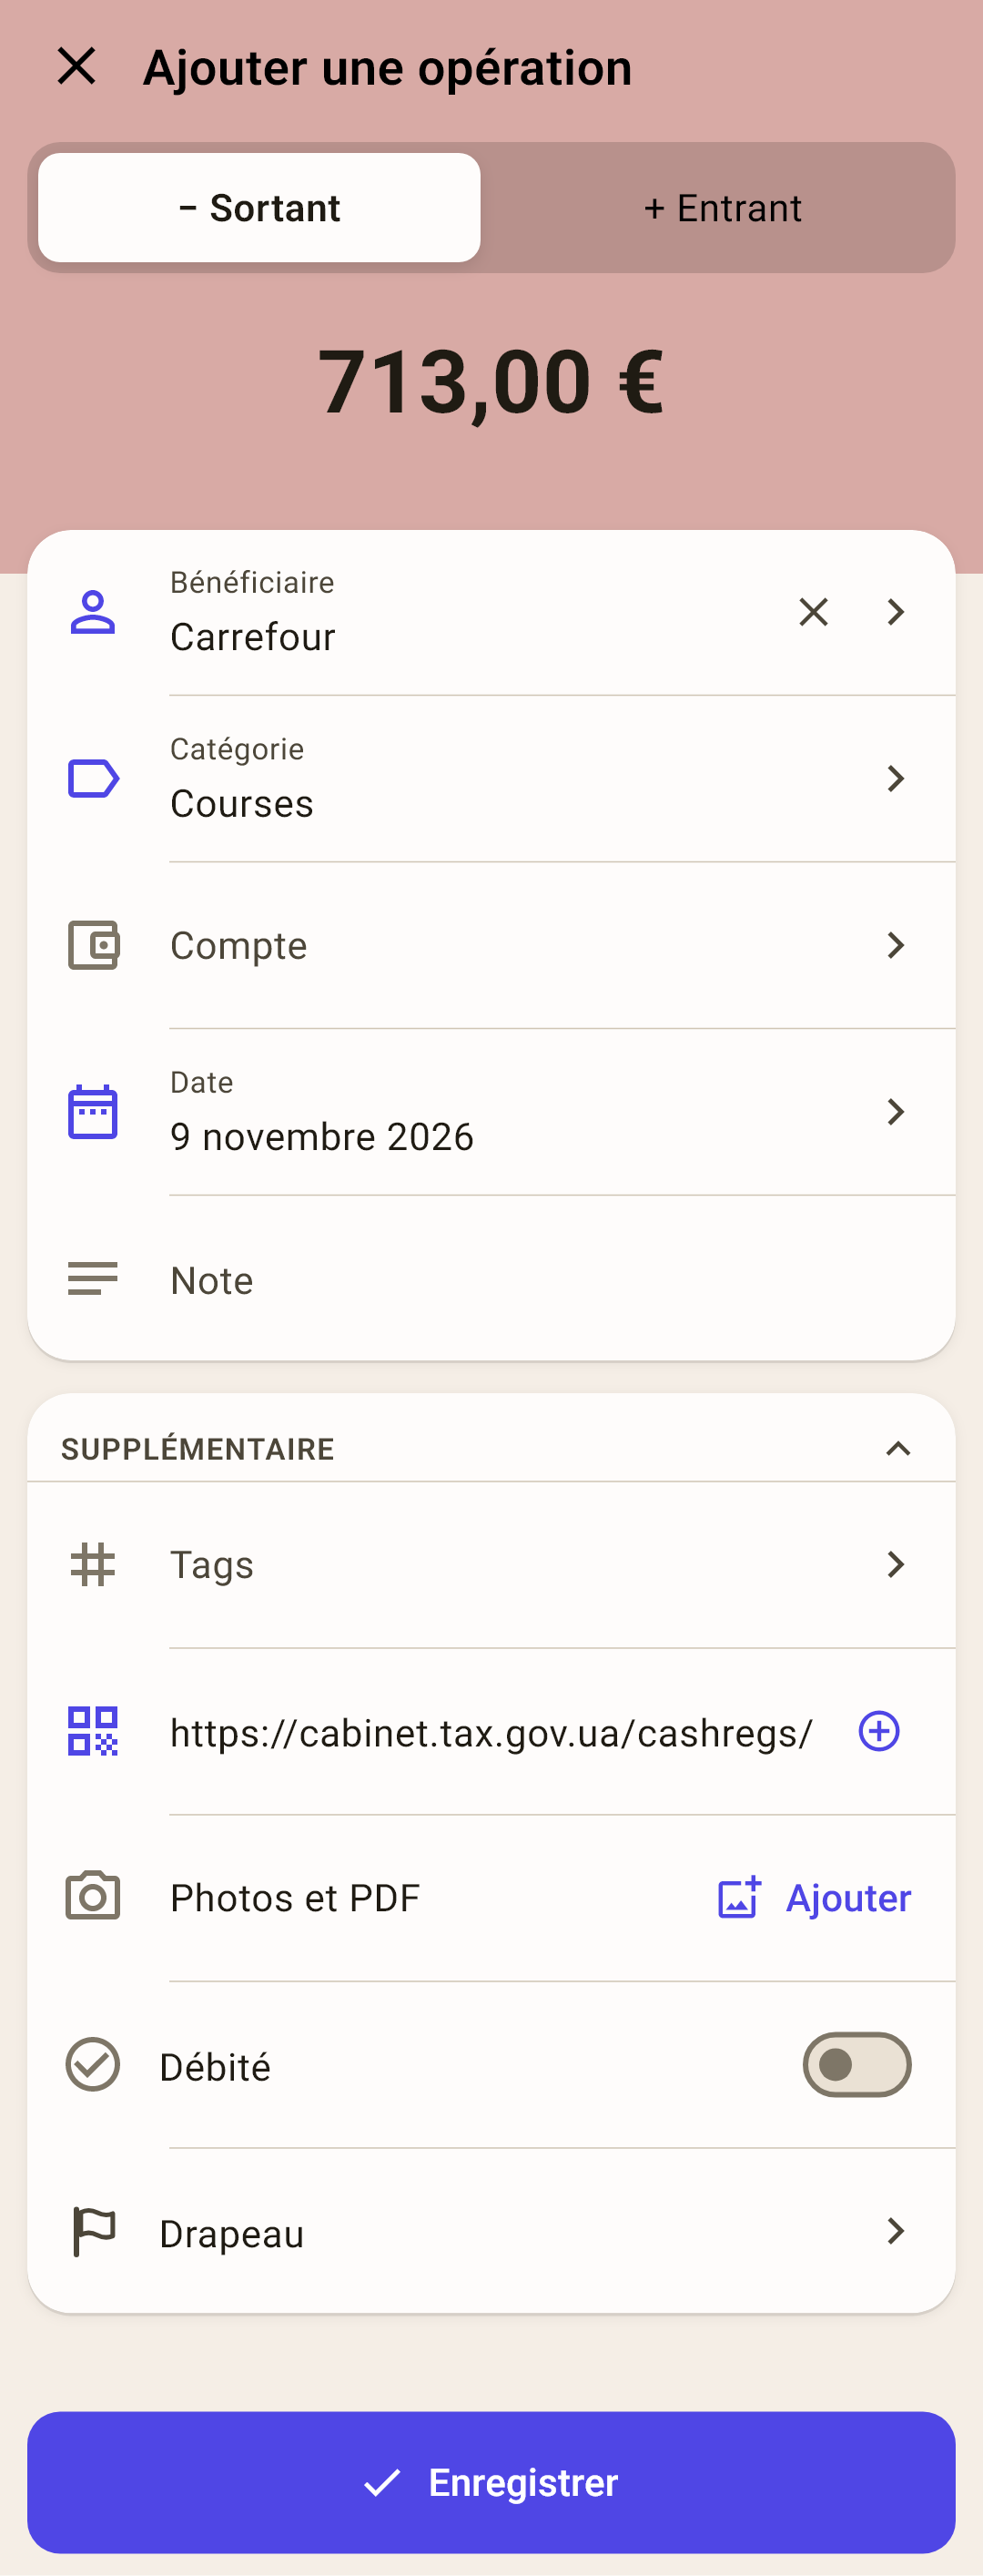 Ajouter une opération
− Sortant
+ Entrant
713,00 €
Bénéficiaire
Carrefour
Catégorie
Courses
Compte
Date
9 novembre 2026
Note
SUPPLÉMENTAIRE
Tags
https://cabinet.tax.gov.ua/cashregs/
Photos et PDF
Ajouter
Débité
Drapeau
Enregistrer